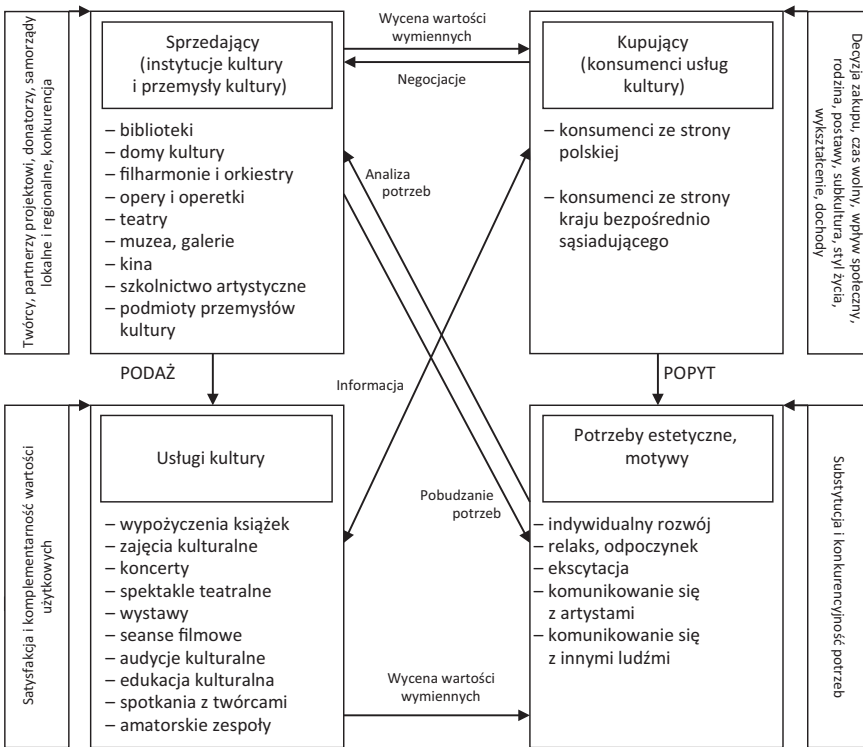 Twórcy, partnerzy projektowi, donatorzy, samorządy
lokalne i regionalne, konkurencja
Sprzedający
(instytucje kultury
i przemysły kultury)
– biblioteki
– domy kultury
– filharmonie i orkiestry
– opery i operetki
– teatry
– muzea, galerie
– kina
– szkolnictwo artystyczne
– podmioty przemysłów
kultury
Wycena wartości
wymiennych
Negocjacje
Kupujący
(konsumenci usług
kultury)
– konsumenci ze strony
polskiej
– konsumenci ze strony
kraju bezpośrednio
sąsiadującego
Decyzja zakupu, czas wolny, wpływ społeczny,
rodzina, postawy, subkultura, styl życia,
wykształcenie, dochody
Analiza
potrzeb
PODAŻ
Informacja
POPYT
Satysfakcja i komplementarność wartości
użytkowych
Usługi kultury
– wypożyczenia książek
– zajęcia kulturalne
– koncerty
– spektakle teatralne
– wystawy
– seanse filmowe
– audycje kulturalne
– edukacja kulturalna
– spotkania z twórcami
– amatorskie zespoły
Pobudzanie
potrzeb
Wycena wartości
wymiennych
Potrzeby estetyczne,
motywy
– indywidualny rozwój
– relaks, odpoczynek
– ekscytacja
– komunikowanie się
z artystami
– komunikowanie się
z innymi ludźmi
Substytucja i konkurencyjność potrzeb